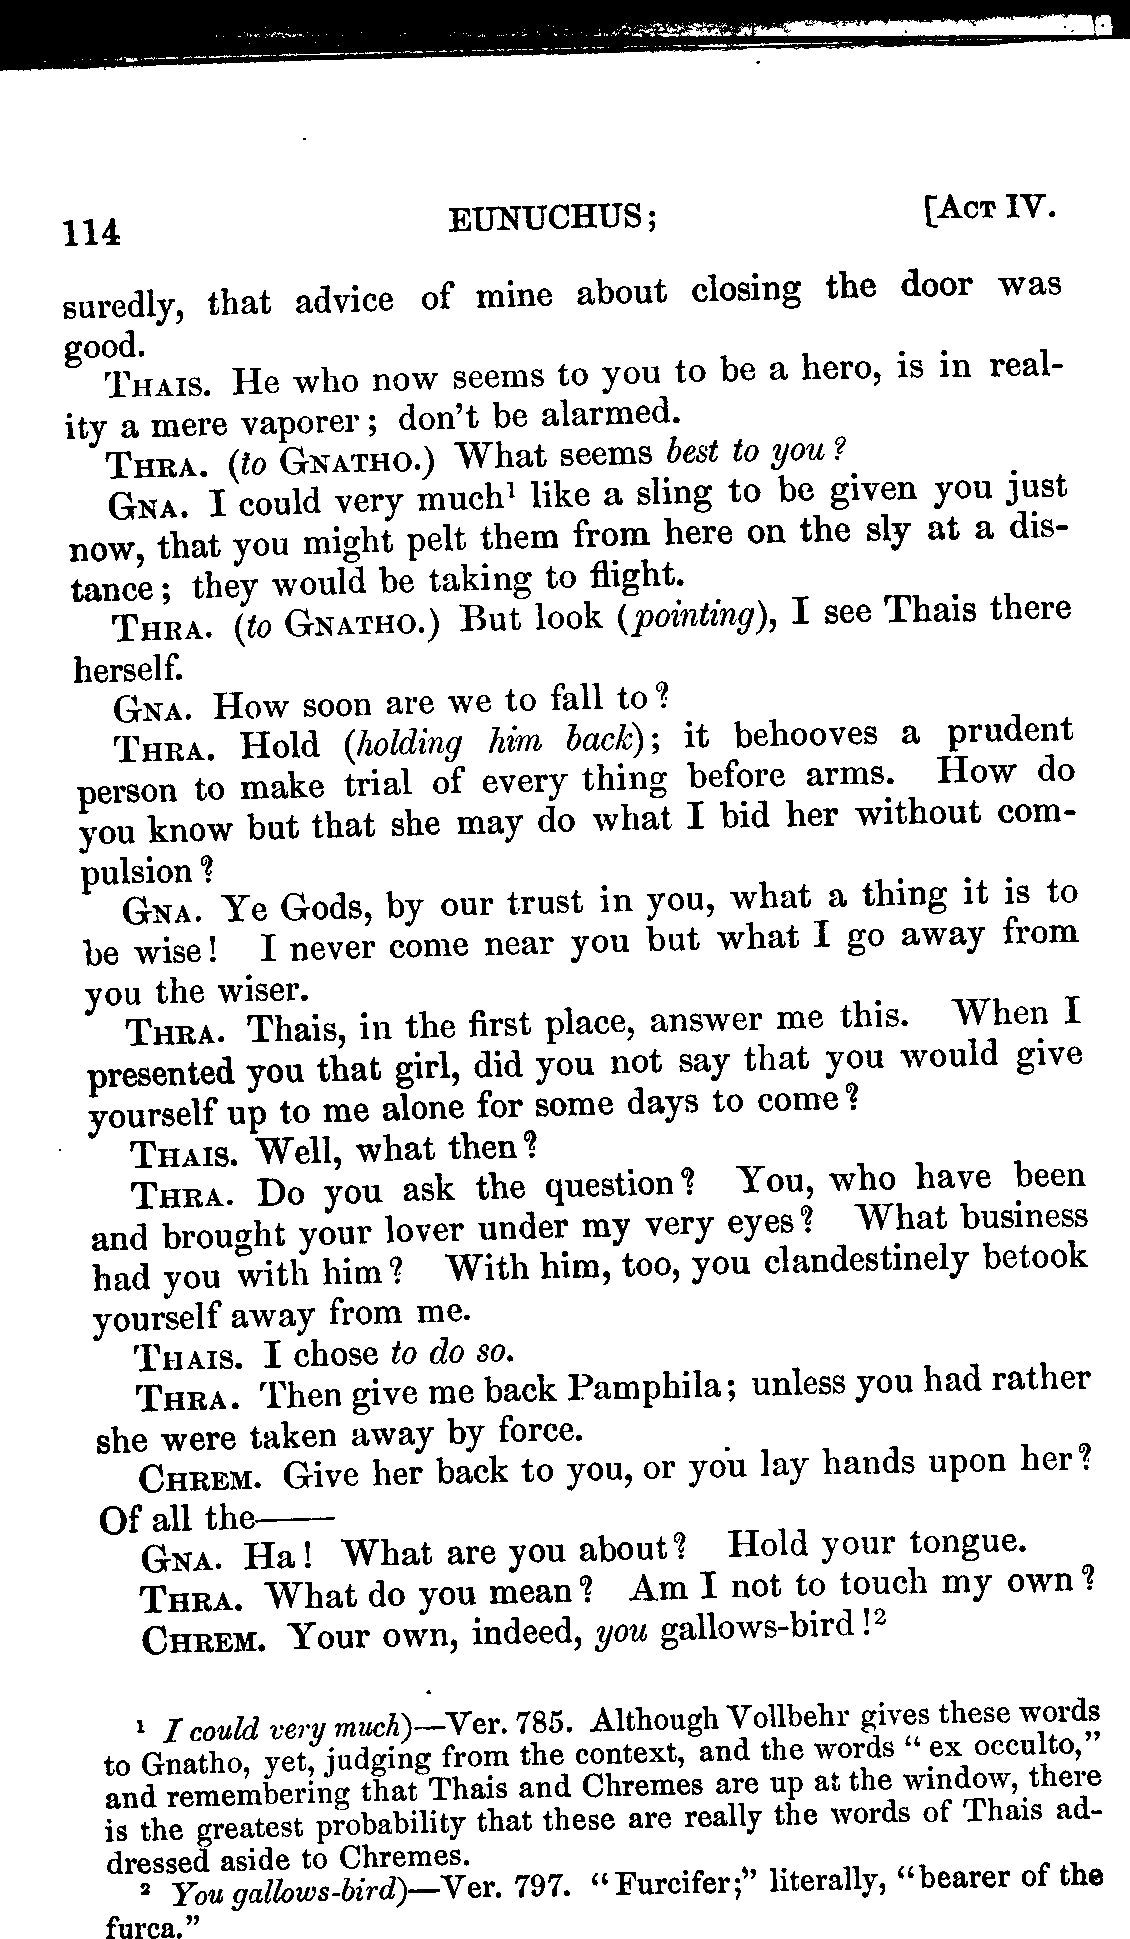 114 EUNUCHUS; [ACT IV.
suredly, that advice of mine about closing the door was
good.
THAIS. He who now seems to you to be a hero, is in real-
ity a mere vaporer; don't be alarmed.
THRA. (to GNATHO.) What seems best to you?
GNA. I could very much¹ like a sling to be given you just
now, that you might pelt them from here on the sly at a dis-
tance; they would be taking to flight.
THRA. (to GNATHO.) But look (pointing), I see Thais there
herself.
GNA. How soon are we to fall to?
THRA. Hold (holding him back); it behooves a prudent
person to make trial of every thing before arms. How do
you know but that she may do what I bid her without com-
pulsion?
GNA. Ye Gods, by our trust in you, what a thing it is to
be wise! I never come near you but what I go away from
you the wiser.
THRA. Thais, in the first place, answer me this. When I
presented you that girl, did you not say that you would give
yourself up to me alone for some days to come?
THAIS. Well, what then?
THRA. Do you ask the question? You, who have been
and brought your lover under my very eyes? What business
had you with him? With him, too, you clandestinely betook
yourself away from me.
THAIS. I chose to do so.
THRA. Then give me back Pamphila; unless you had rather
she were taken away by force.
CHREM. Give her back to you, or you lay hands upon her?
Of all the——
GNA. Ha! What are you about? Hold your tongue.
THRA. What do you mean? Am I not to touch my own?
CHREM. Your own, indeed, you gallows-bird!²
¹ I could very much)—Ver. 785. Although Vollbehr gives these words
to Gnatho, yet, judging from the context, and the words "ex occulto,"
and remembering that Thais and Chremes are up at the window, there
is the greatest probability that these are really the words of Thais ad-
dressed aside to Chremes.
² You gallows-bird)—Ver. 797. "Furcifer;" literally, "bearer of the
furca."